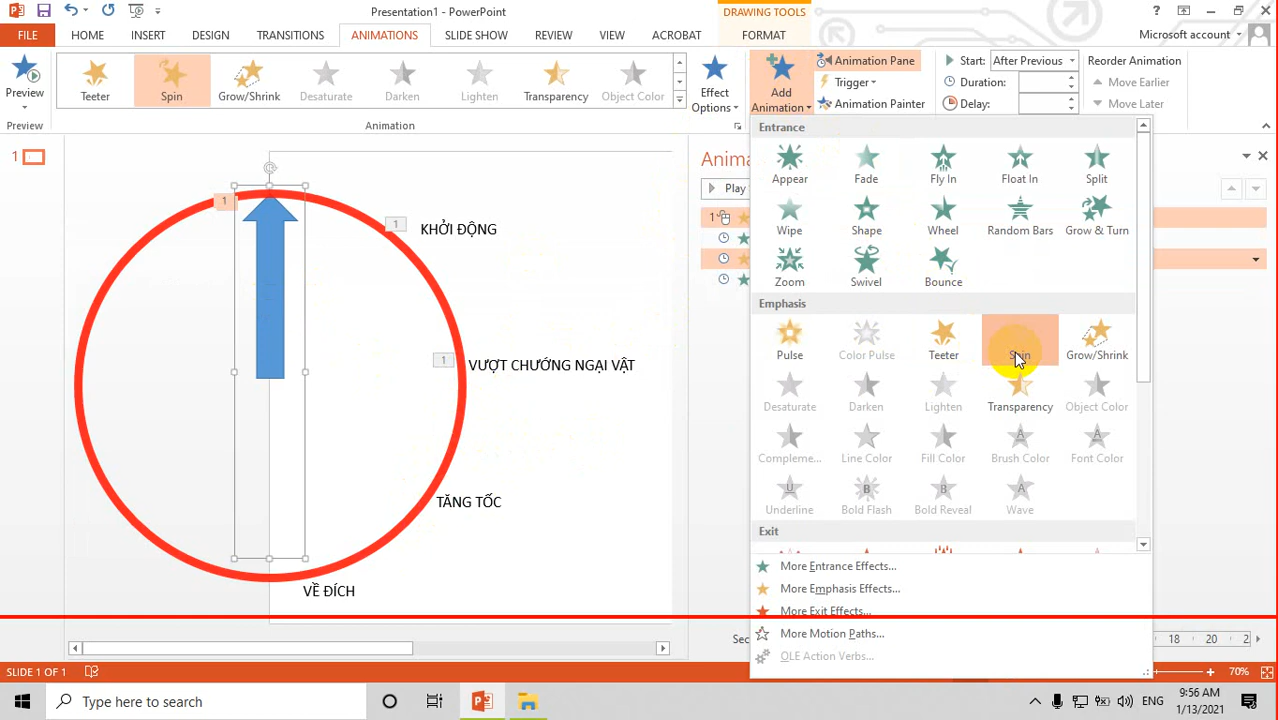 Presentation1 - PowerPoint
DRAWING TOOLS
?
FILE
HOME
INSERT
DESIGN
TRANSITIONS
ANIMATIONS
SLIDE SHOW
REVIEW
VIEW
ACROBAT
FORMAT
Microsoft account
Preview
Teeter
Spin
Grow/Shrink
Desaturate
Darken
Lighten
Transparency
Object Color
Effect Options
Add Animation
Animation Pane
Trigger
Animation Painter
Start: After Previous
Duration:
Delay:
Reorder Animation
Move Earlier
Move Later
Preview
Animation
1
1
1
1
KHỞI ĐỘNG
VƯỢT CHƯỚNG NGẠI VẬT
TĂNG TỐC
VỀ ĐÍCH
Play
1
Entrance
Appear
Fade
Fly In
Float In
Split
Wipe
Shape
Wheel
Random Bars
Grow & Turn
Zoom
Swivel
Bounce
Emphasis
Pulse
Color Pulse
Teeter
Spin
Grow/Shrink
Desaturate
Darken
Lighten
Transparency
Object Color
Compleme...
Line Color
Fill Color
Brush Color
Font Color
Underline
Bold Flash
Bold Reveal
Wave
Exit
More Entrance Effects...
More Emphasis Effects...
More Exit Effects...
More Motion Paths...
OLE Action Verbs...
18 20 2
SLIDE 1 OF 1
70%
Type here to search
ENG
9:56 AM
1/13/2021